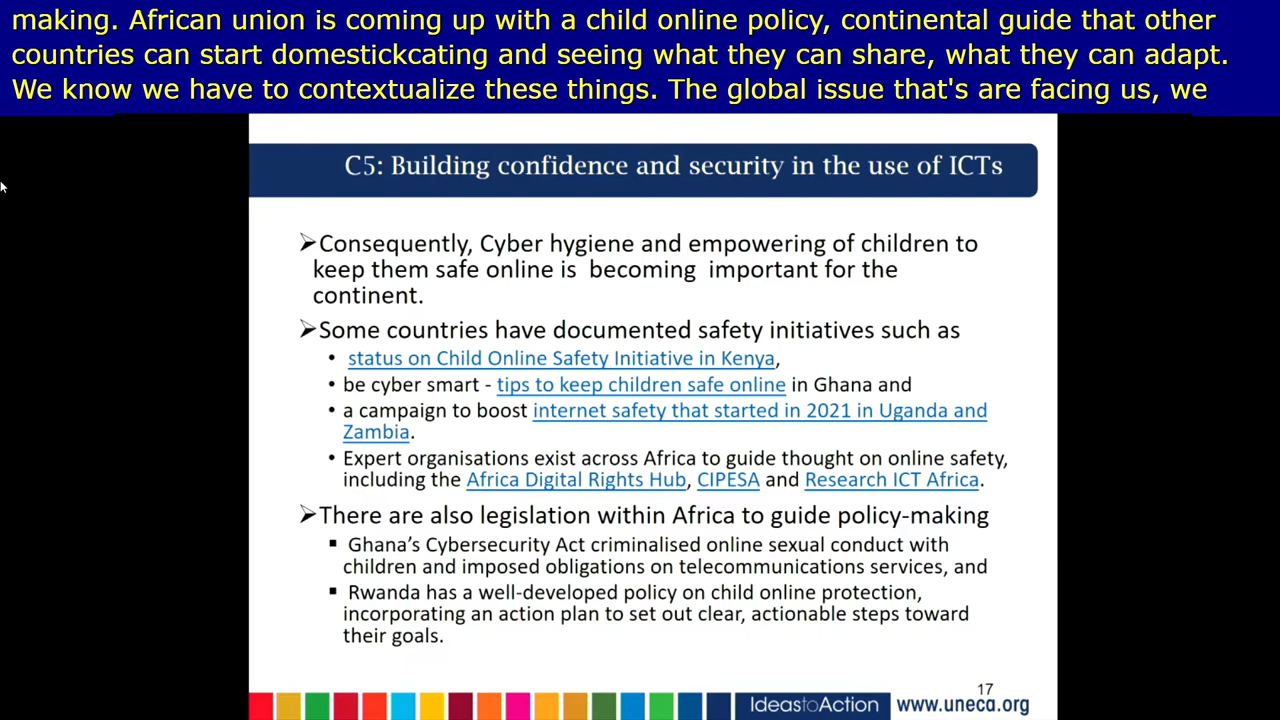 making. African union is coming up with a child online policy, continental guide that other
countries can start domestickcating and seeing what they can share, what they can adapt.
We know we have to contextualize these things. The global issue that's are facing us, we
C5: Building confidence and security in the use of ICTs
➢Consequently, Cyber hygiene and empowering of children to
keep them safe online is becoming important for the
continent.
➢Some countries have documented safety initiatives such as
• status on Child Online Safety Initiative in Kenya,
• be cyber smart - tips to keep children safe online in Ghana and
• a campaign to boost internet safety that started in 2021 in Uganda and
Zambia.
• Expert organisations exist across Africa to guide thought on online safety,
including the Africa Digital Rights Hub, CIPESA and Research ICT Africa.
➢There are also legislation within Africa to guide policy-making
▪ Ghana's Cybersecurity Act criminalised online sexual conduct with
children and imposed obligations on telecommunications services, and
▪ Rwanda has a well-developed policy on child online protection,
incorporating an action plan to set out clear, actionable steps toward
their goals.
17
IdeastoAction www.uneca.org